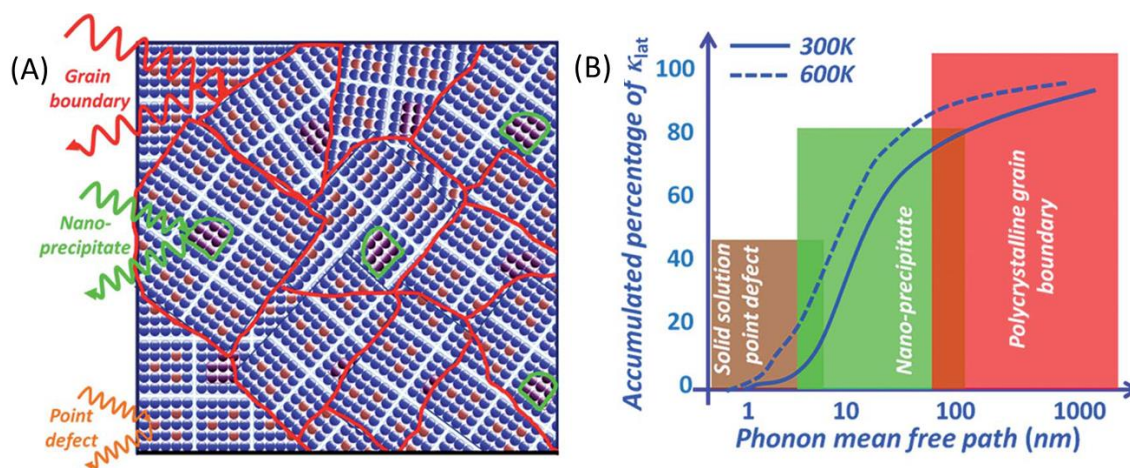 (A)
Grain
boundary
Nano-
precipitate
Point
defect
(B)
Accumulated percentage of κlat
100
80
60
40
20
0
300K
600K
Solid solution
point defect
Nano-precipitate
Polycrystalline grain
boundary
1
10
100
1000
Phonon mean free path (nm)